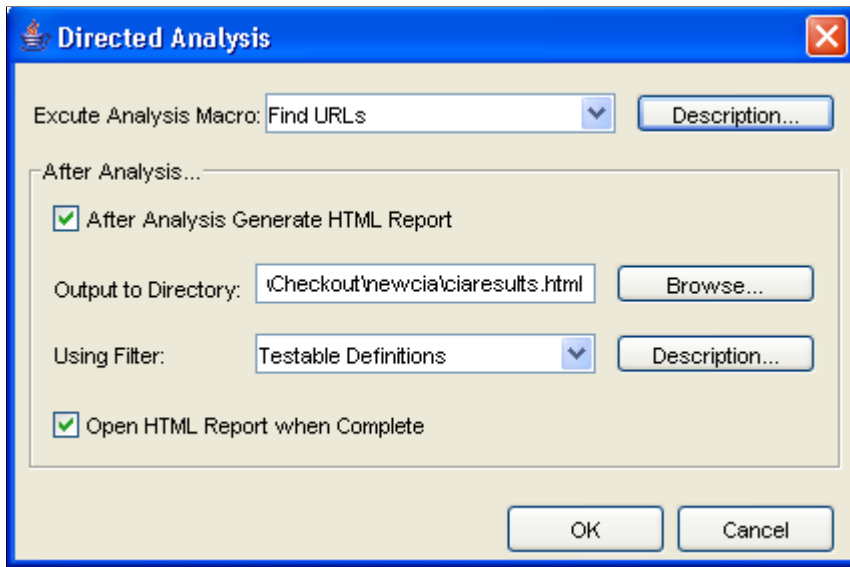 Directed Analysis
Excute Analysis Macro: Find URLs Description...
After Analysis...
After Analysis Generate HTML Report
Output to Directory: \Checkout\newcia\ciaresults.html Browse...
Using Filter: Testable Definitions Description...
Open HTML Report when Complete
OK Cancel